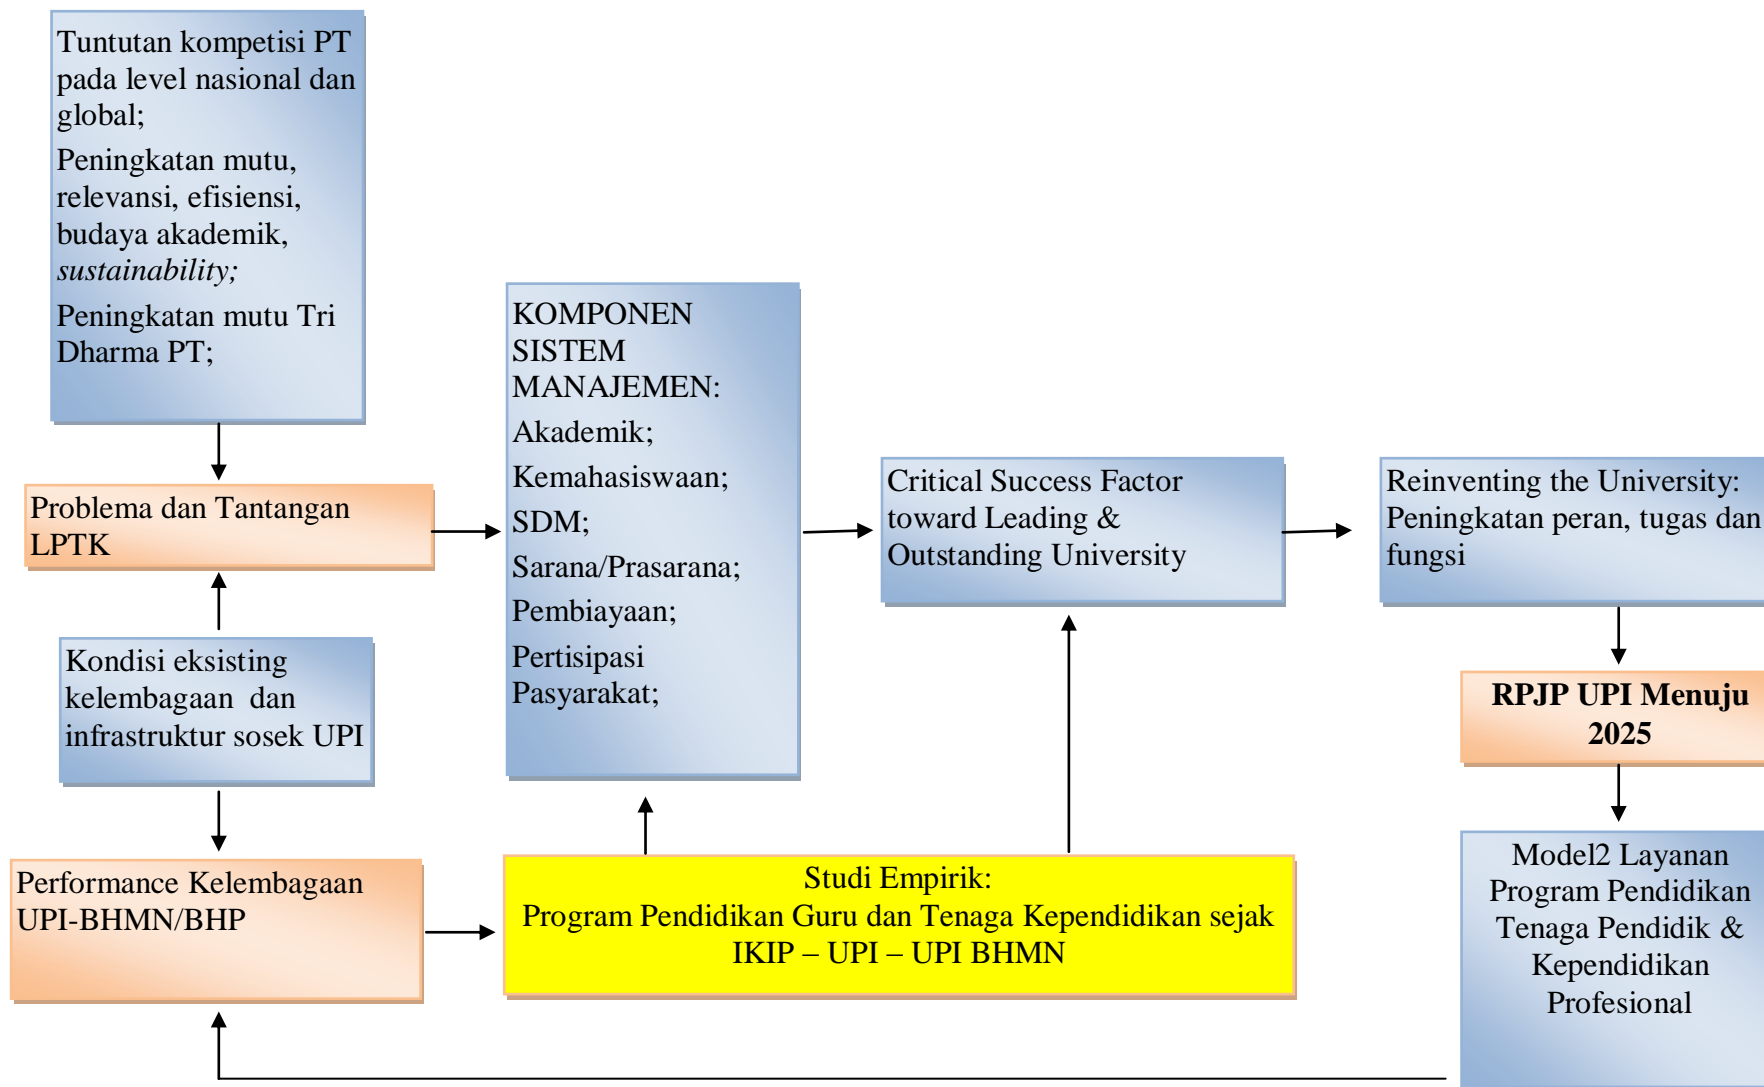 Tuntutan kompetisi PT
pada level nasional dan
global;
Peningkatan mutu,
relevansi, efisiensi,
budaya akademik,
sustainability;
Peningkatan mutu Tri
Dharma PT;
Problema dan Tantangan
LPTK
Kondisi eksisting
kelembagaan dan
infrastruktur sosek UPI
Performance Kelembagaan
UPI-BHMN/BHP
KOMPONEN
SISTEM
MANAJEMEN:
Akademik;
Kemahasiswaan;
SDM;
Sarana/Prasarana;
Pembiayaan;
Pertisipasi
Pasyarakat;
Studi Empirik:
Program Pendidikan Guru dan Tenaga Kependidikan sejak
IKIP – UPI – UPI BHMN
Critical Success Factor
toward Leading &
Outstanding University
Reinventing the University:
Peningkatan peran, tugas dan
fungsi
RPJP UPI Menuju
2025
Model2 Layanan
Program Pendidikan
Tenaga Pendidik &
Kependidikan
Profesional